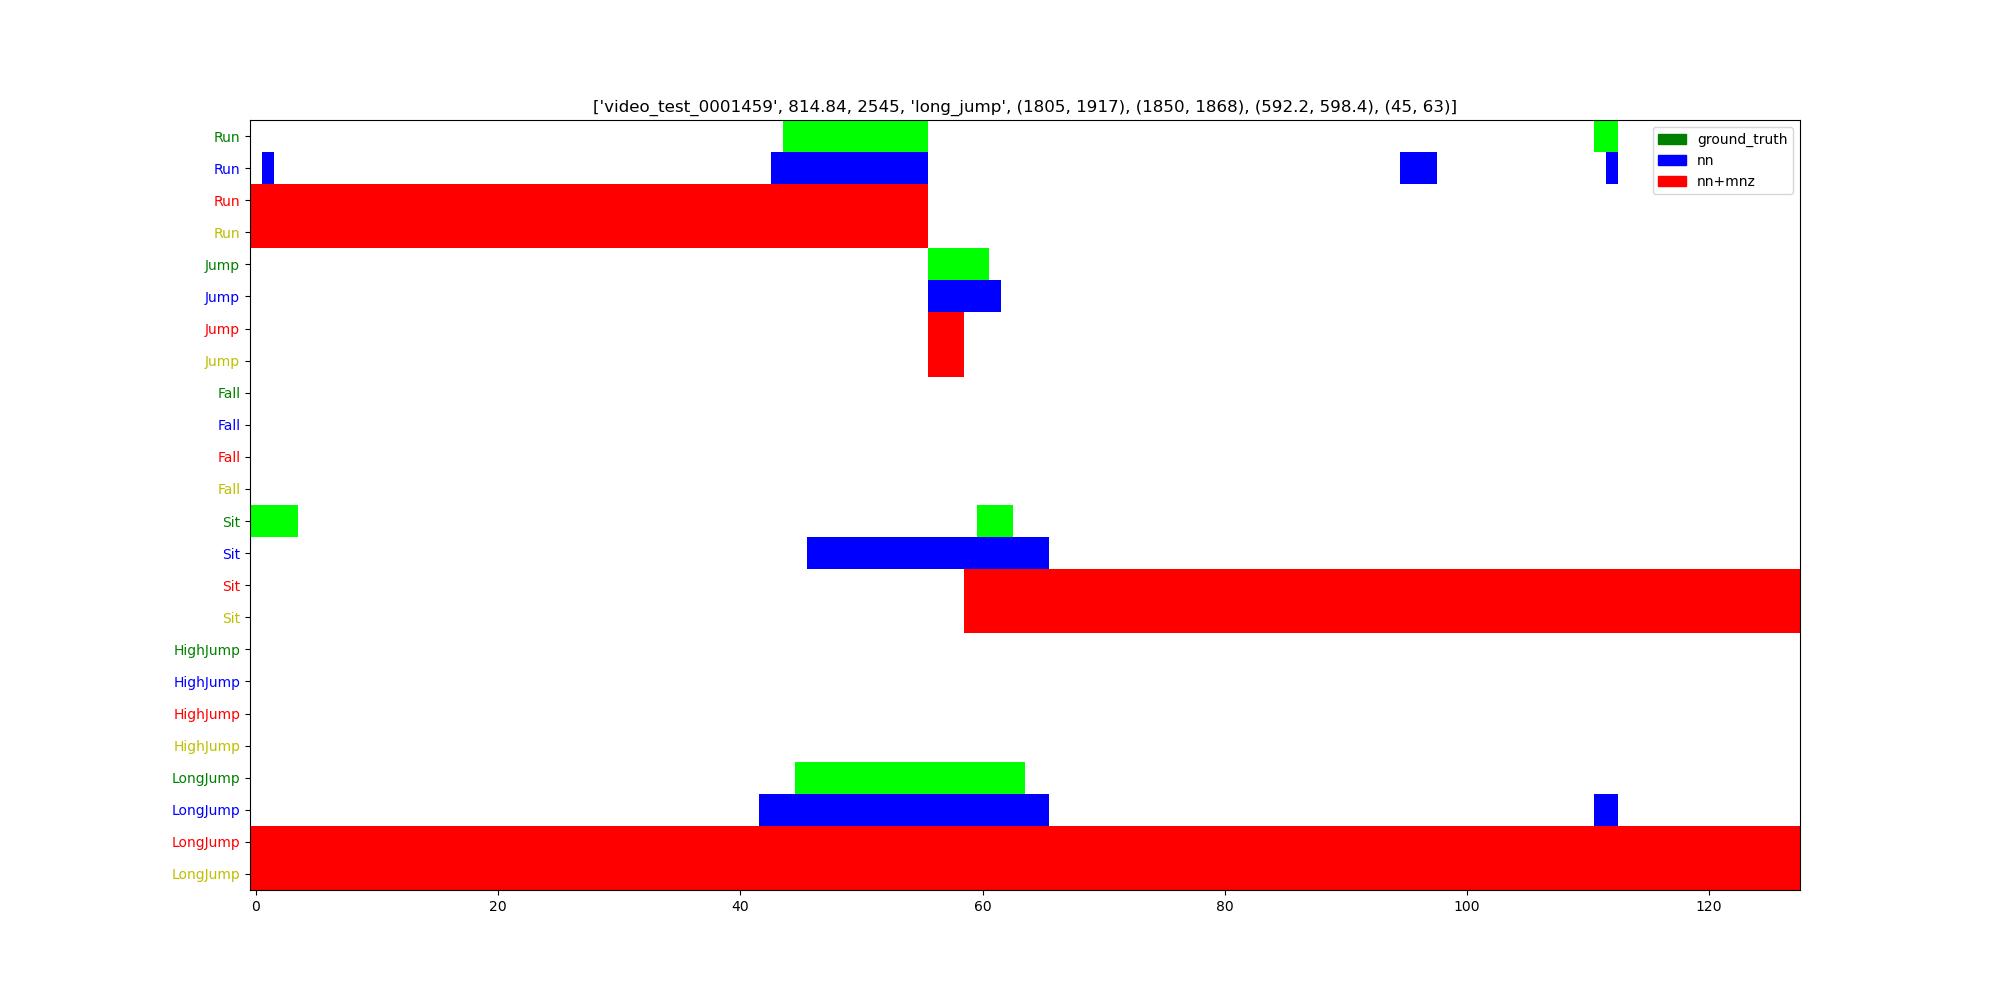 ['video_test_0001459', 814.84, 2545, 'long_jump', (1805, 1917), (1850, 1868), (592.2, 598.4), (45, 63)]
Run
Run
Run
Run
Jump
Jump
Jump
Jump
Fall
Fall
Fall
Fall
Sit
Sit
Sit
Sit
HighJump
HighJump
HighJump
HighJump
LongJump
LongJump
LongJump
LongJump
ground_truth
nn
nn+mnz
0 20 40 60 80 100 120